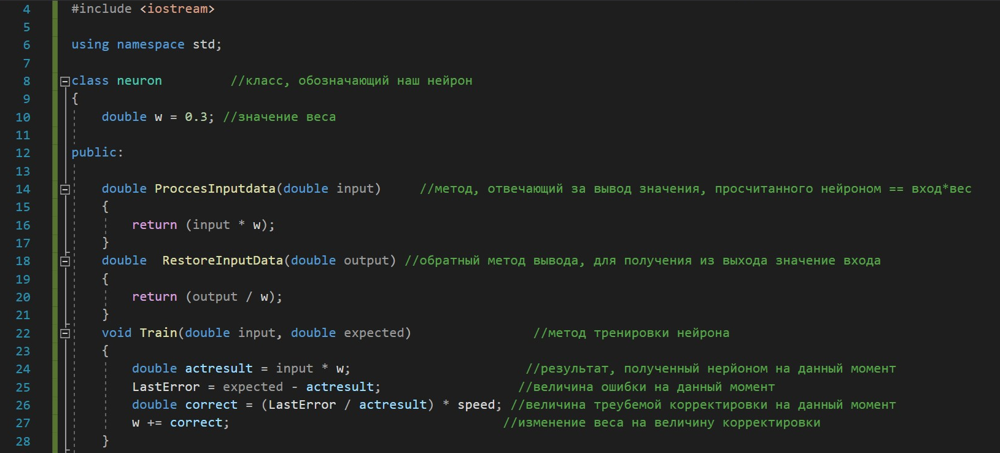 4 #include <iostream>
5
6 using namespace std;
7
8 class neuron //класс, обозначающий наш нейрон
9 {
10 double w = 0.3; //значение веса
11
12 public:
13
14 double ProccesInputdata(double input) //метод, отвечающий за вывод значения, просчитанного нейроном == вход*вес
15 {
16 return (input * w);
17 }
18 double RestoreInputData(double output) //обратный метод вывода, для получения из выхода значение входа
19 {
20 return (output / w);
21 }
22 void Train(double input, double expected) //метод тренировки нейрона
23 {
24 double actresult = input * w; //результат, полученный нерйоном на данный момент
25 LastError = expected - actresult; //величина ошибки на данный момент
26 double correct = (LastError / actresult) * speed; //величина треубемой корректировки на данный момент
27 w += correct; //изменение веса на величину корректировки
28 }